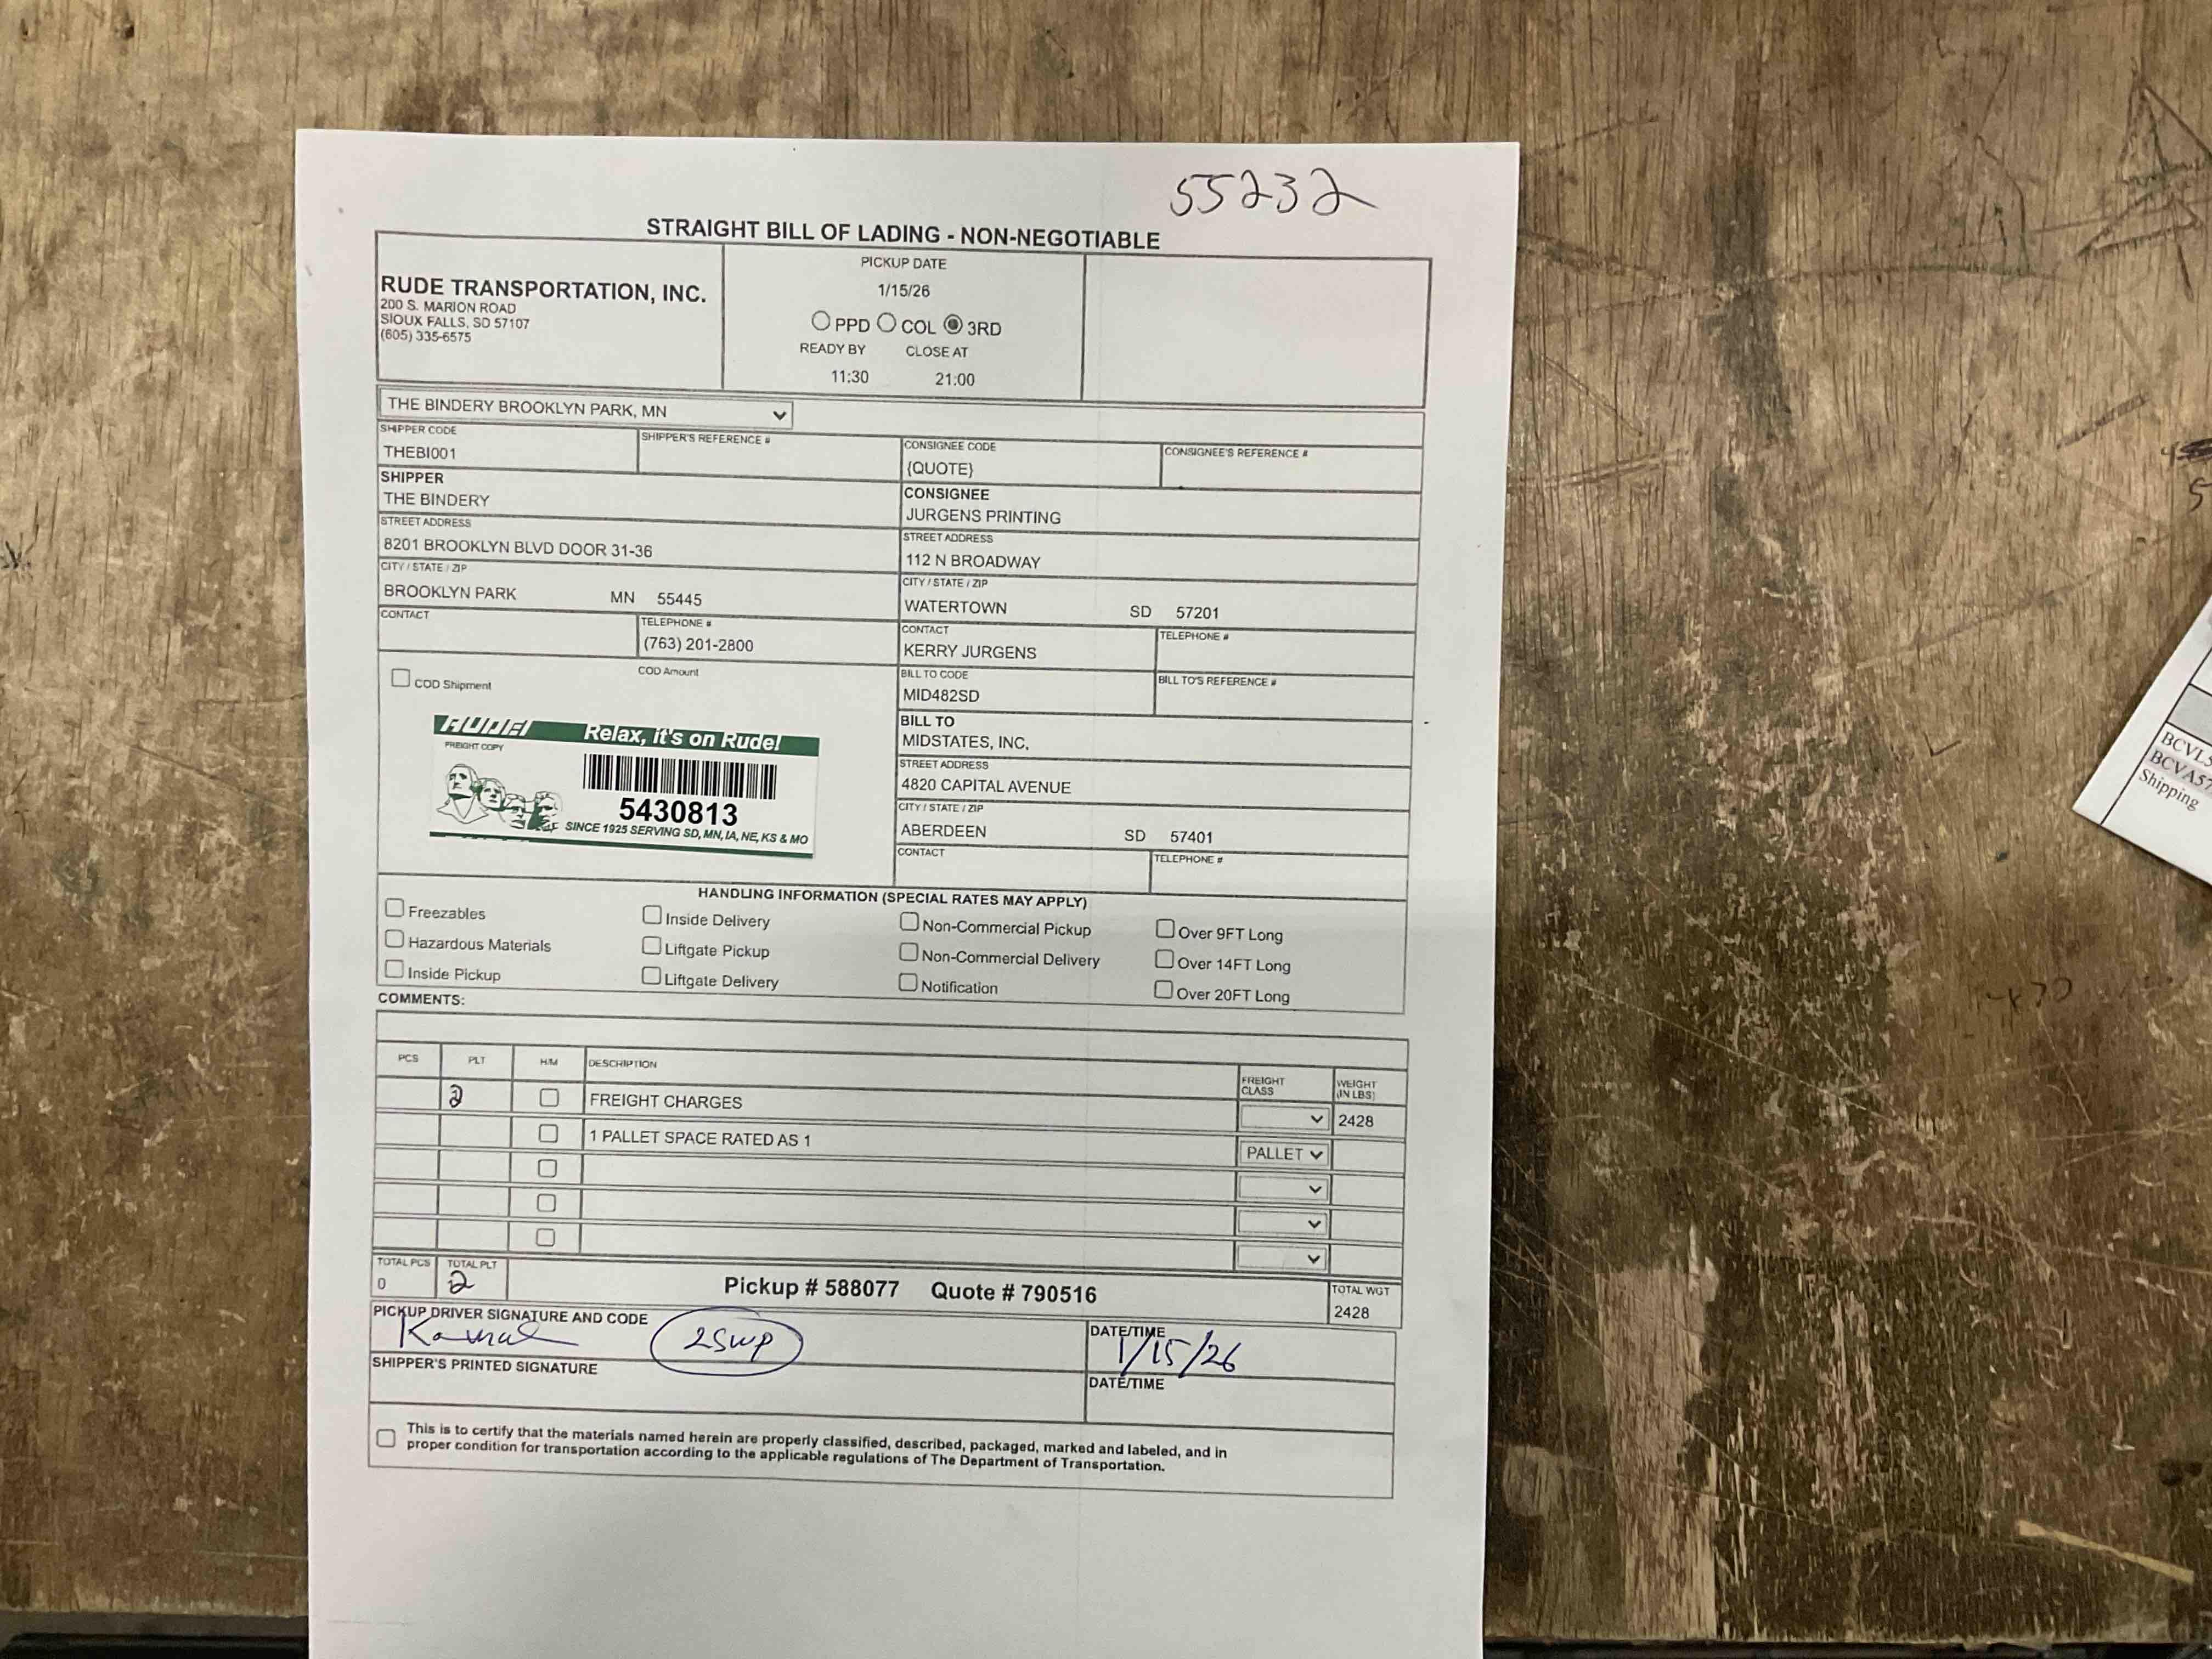 55232
STRAIGHT BILL OF LADING - NON-NEGOTIABLE
RUDE TRANSPORTATION, INC.
200 S. MARION ROAD
SIOUX FALLS, SD 57107
(605) 335-6575
PICKUP DATE
1/15/26
PPD COL 3RD
READY BY CLOSE AT
11:30 21:00
THE BINDERY BROOKLYN PARK, MN
SHIPPER CODE
THEBI001
SHIPPER'S REFERENCE #
SHIPPER
THE BINDERY
STREET ADDRESS
8201 BROOKLYN BLVD DOOR 31-36
CITY / STATE / ZIP
BROOKLYN PARK MN 55445
CONTACT
TELEPHONE #
(763) 201-2800
COD Shipment
COD Amount
CONSIGNEE CODE
{QUOTE}
CONSIGNEE'S REFERENCE #
CONSIGNEE
JURGENS PRINTING
STREET ADDRESS
112 N BROADWAY
CITY / STATE / ZIP
WATERTOWN SD 57201
CONTACT
KERRY JURGENS
TELEPHONE #
BILL TO CODE
MID482SD
BILL TO'S REFERENCE #
BILL TO
MIDSTATES, INC.
STREET ADDRESS
4820 CAPITAL AVENUE
CITY / STATE / ZIP
ABERDEEN SD 57401
CONTACT
TELEPHONE #
RUDE! Relax, it's on Rude!
FREIGHT COPY
5430813
SINCE 1925 SERVING SD, MN, IA, NE, KS & MO
HANDLING INFORMATION (SPECIAL RATES MAY APPLY)
Freezables Inside Delivery Non-Commercial Pickup Over 9FT Long
Hazardous Materials Liftgate Pickup Non-Commercial Delivery Over 14FT Long
Inside Pickup Liftgate Delivery Notification Over 20FT Long
COMMENTS:
PCS PLT H/M DESCRIPTION FREIGHT CLASS WEIGHT (IN LBS)
2 FREIGHT CHARGES 2428
1 PALLET SPACE RATED AS 1 PALLET
TOTAL PCS
0
TOTAL PLT
2
Pickup # 588077 Quote # 790516
TOTAL WGT
2428
PICKUP DRIVER SIGNATURE AND CODE
2SWP
DATE/TIME
1/15/26
SHIPPER'S PRINTED SIGNATURE
DATE/TIME
This is to certify that the materials named herein are properly classified, described, packaged, marked and labeled, and in
proper condition for transportation according to the applicable regulations of The Department of Transportation.
Shipping